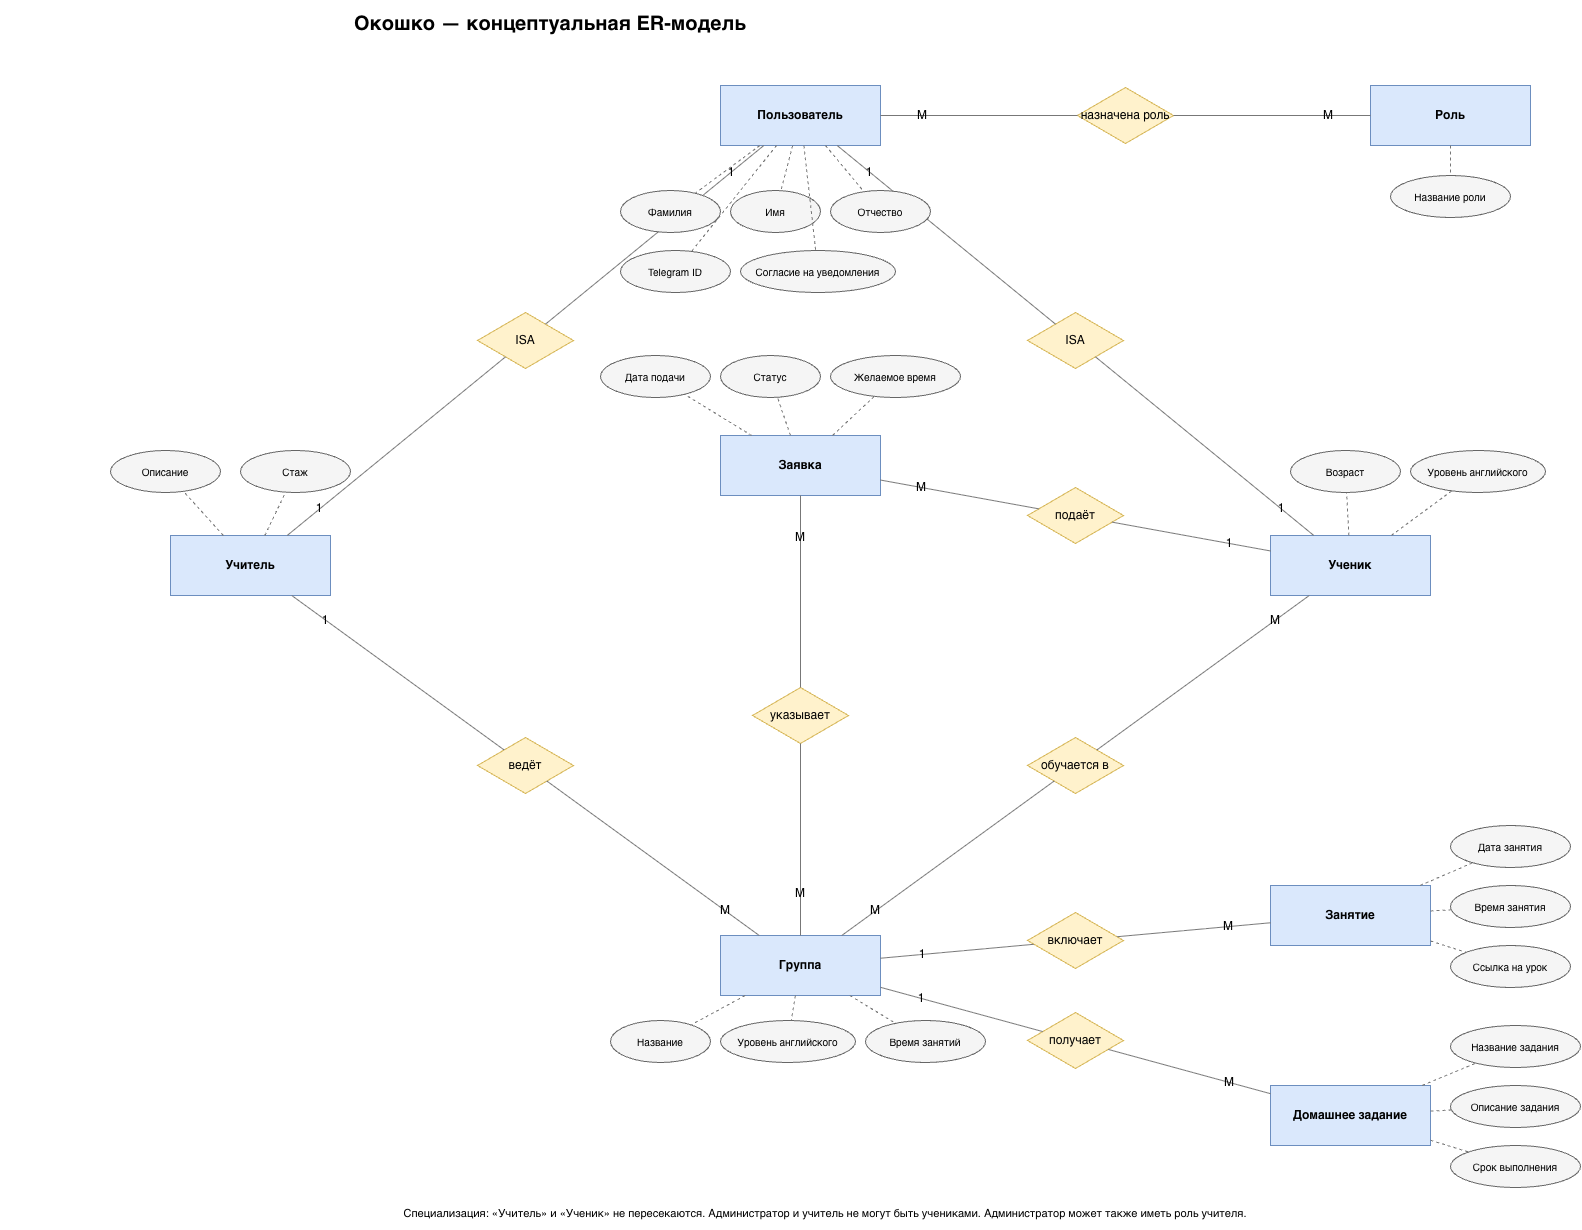 Окошко — концептуальная ER-модель
Пользователь
М
назначена роль
М
Роль
1
1
Фамилия
Имя
Отчество
Название роли
Telegram ID
Согласие на уведомления
ISA
ISA
Дата подачи
Статус
Желаемое время
Заявка
Описание
Стаж
Возраст
Уровень английского
М
подаёт
1
1
1
Учитель
Ученик
М
1
М
указывает
ведёт
обучается в
М
М
М
Дата занятия
Время занятия
Ссылка на урок
Занятие
включает
1
М
Группа
1
Название
Уровень английского
Время занятий
получает
М
Название задания
Описание задания
Срок выполнения
Домашнее задание
Специализация: «Учитель» и «Ученик» не пересекаются. Администратор и учитель не могут быть учениками. Администратор может также иметь роль учителя.